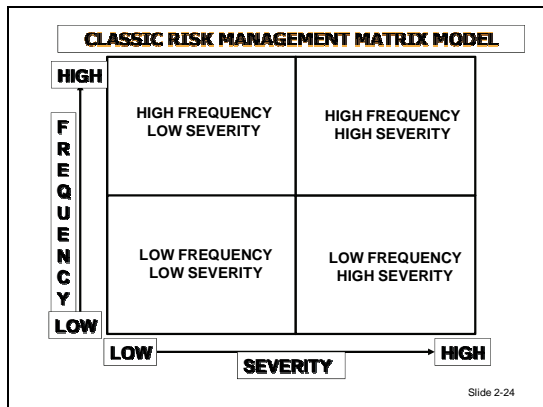 CLASSIC RISK MANAGEMENT MATRIX MODEL
HIGH
FREQUENCY
LOW
HIGH FREQUENCY
LOW SEVERITY
HIGH FREQUENCY
HIGH SEVERITY
LOW FREQUENCY
LOW SEVERITY
LOW FREQUENCY
HIGH SEVERITY
LOW
SEVERITY
HIGH
Slide 2-24